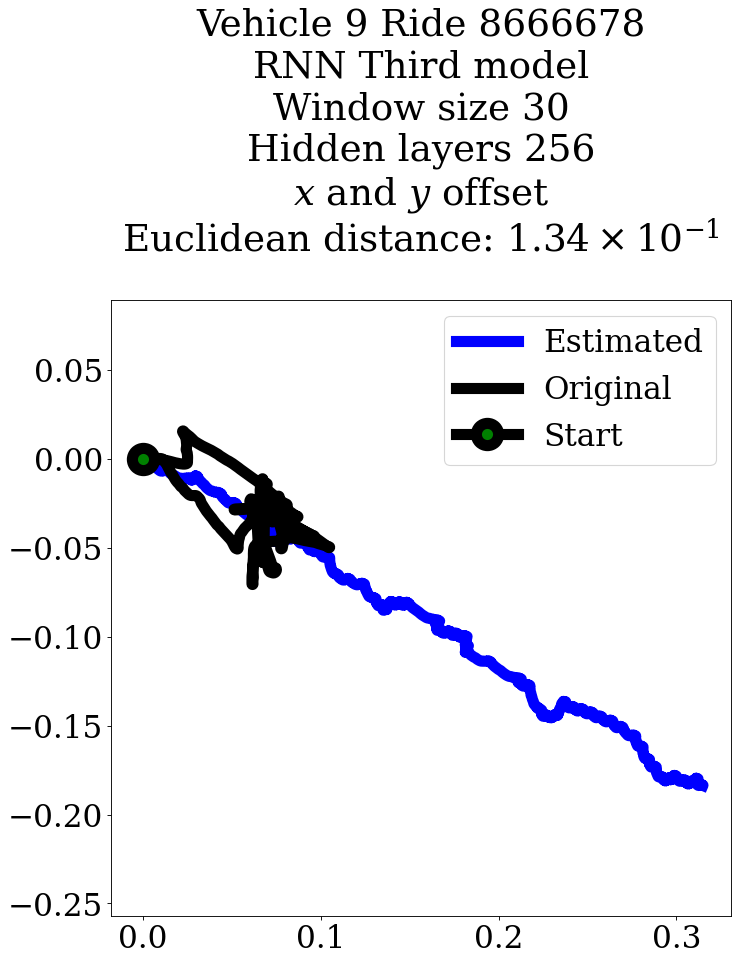 Vehicle 9 Ride 8666678
RNN Third model
Window size 30
Hidden layers 256
x and y offset
Euclidean distance: 1.34 × 10⁻¹
Estimated
Original
Start
0.05
0.00
−0.05
−0.10
−0.15
−0.20
−0.25
0.0 0.1 0.2 0.3